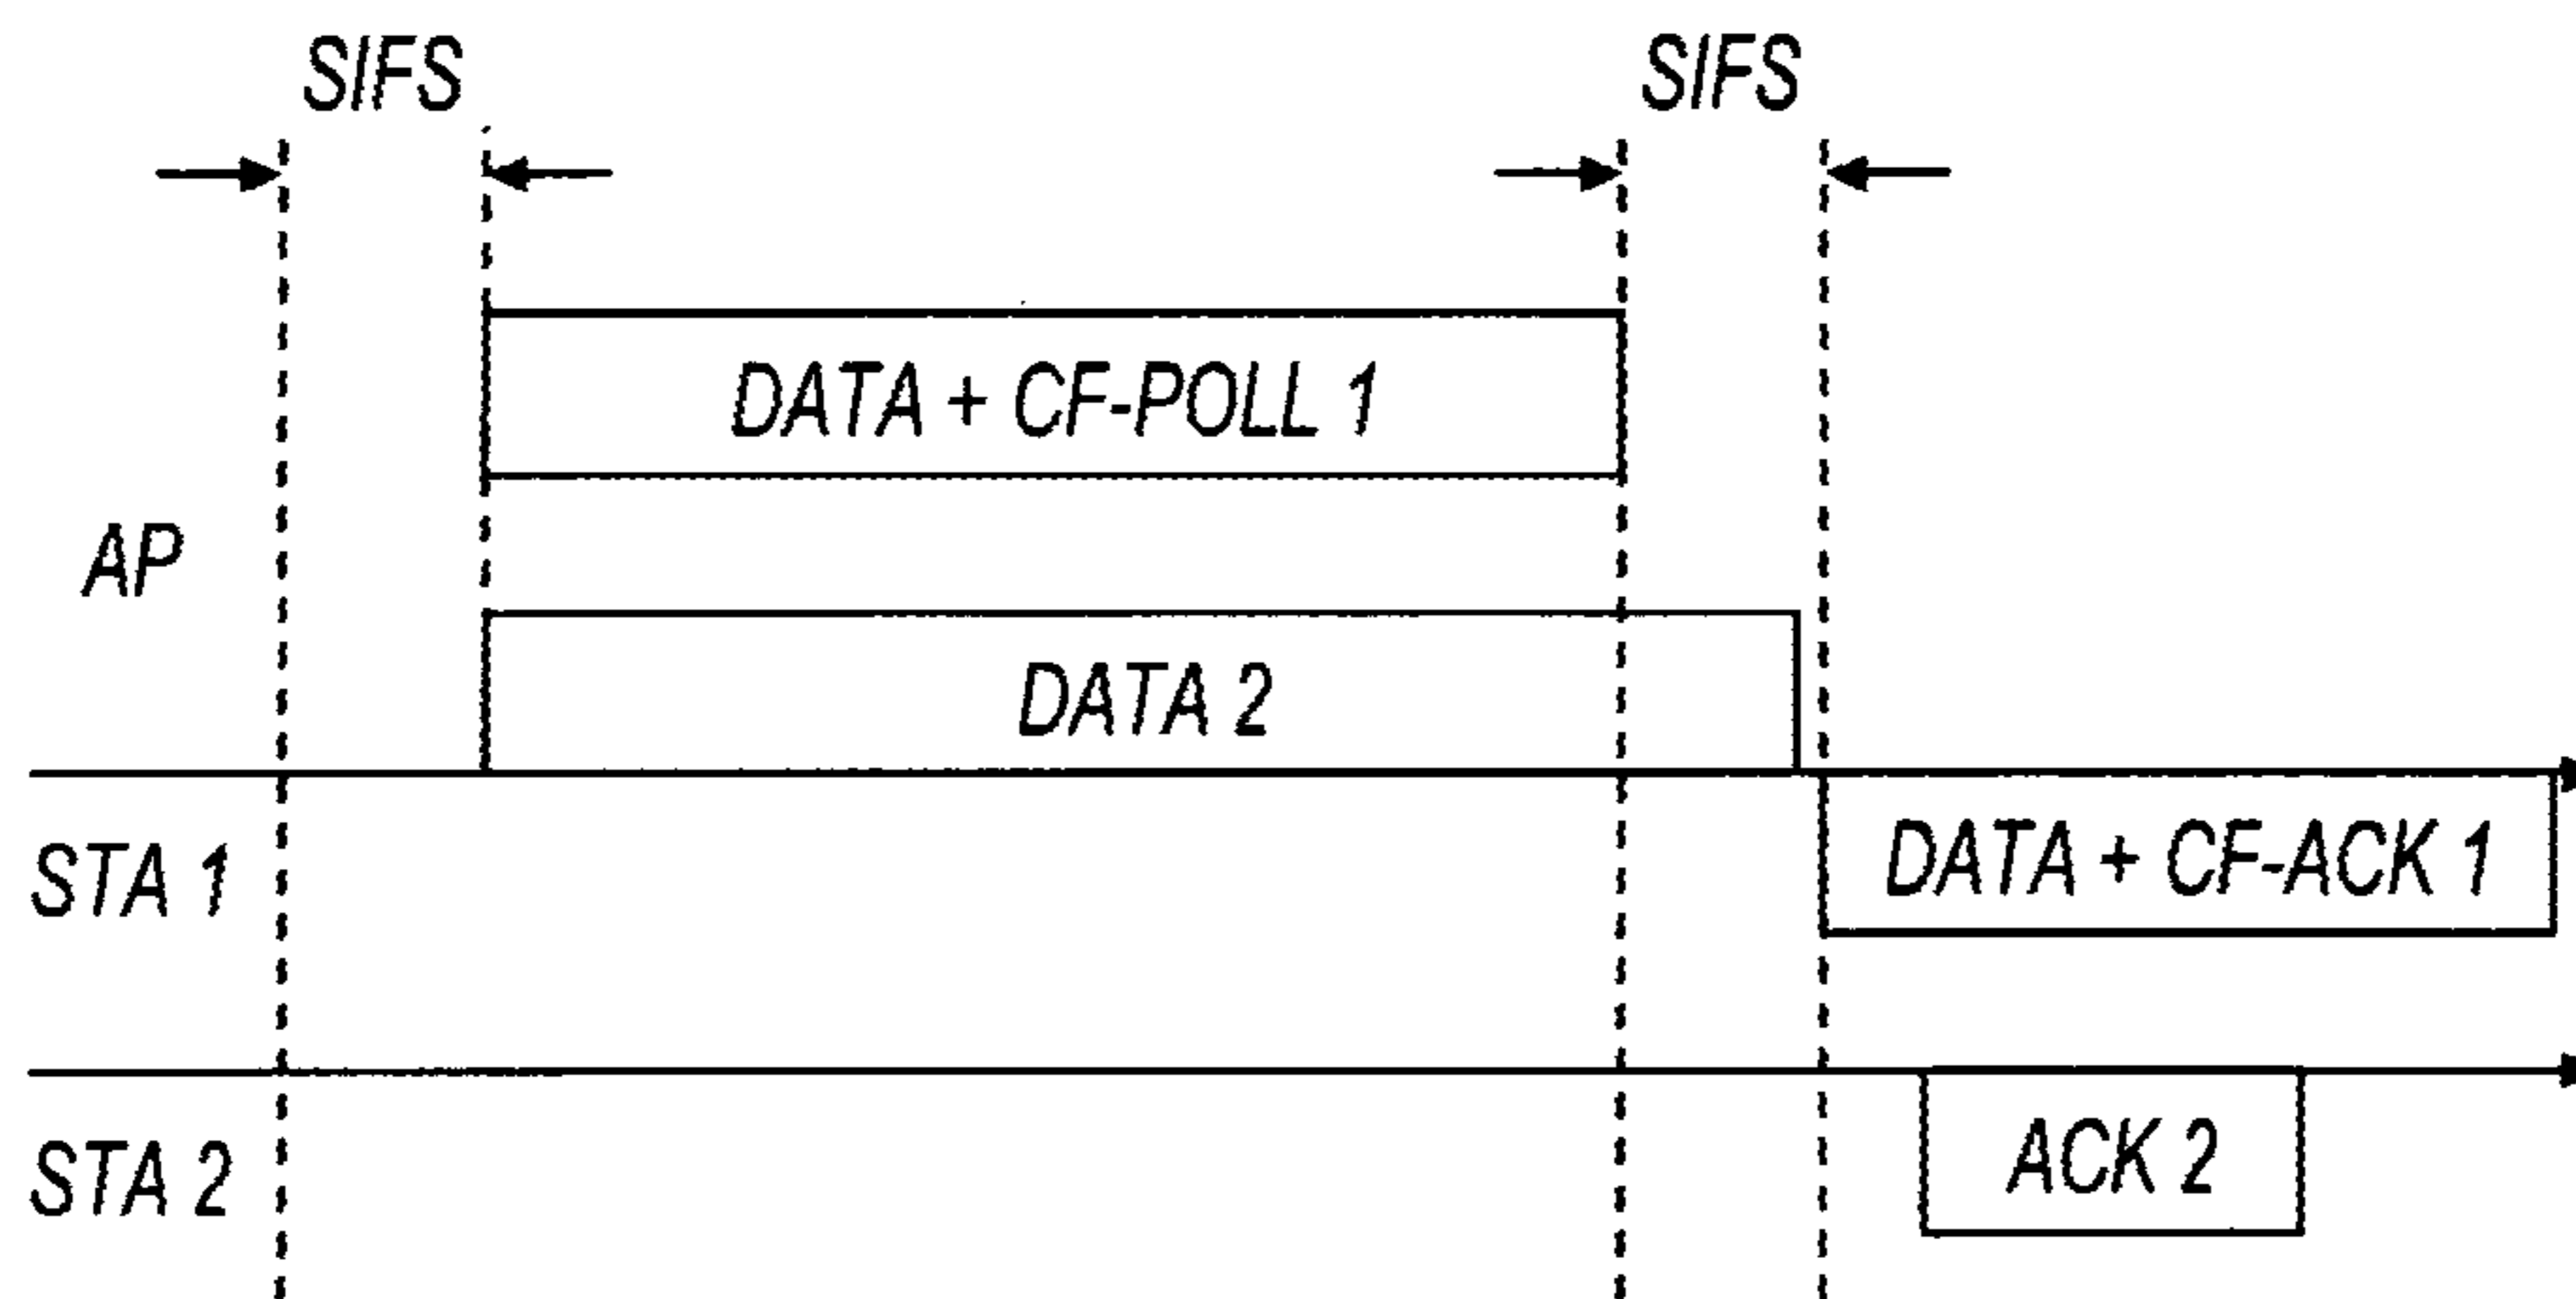 SIFS SIFS
DATA + CF-POLL 1
AP
DATA 2
STA 1
DATA + CF-ACK 1
STA 2
ACK 2